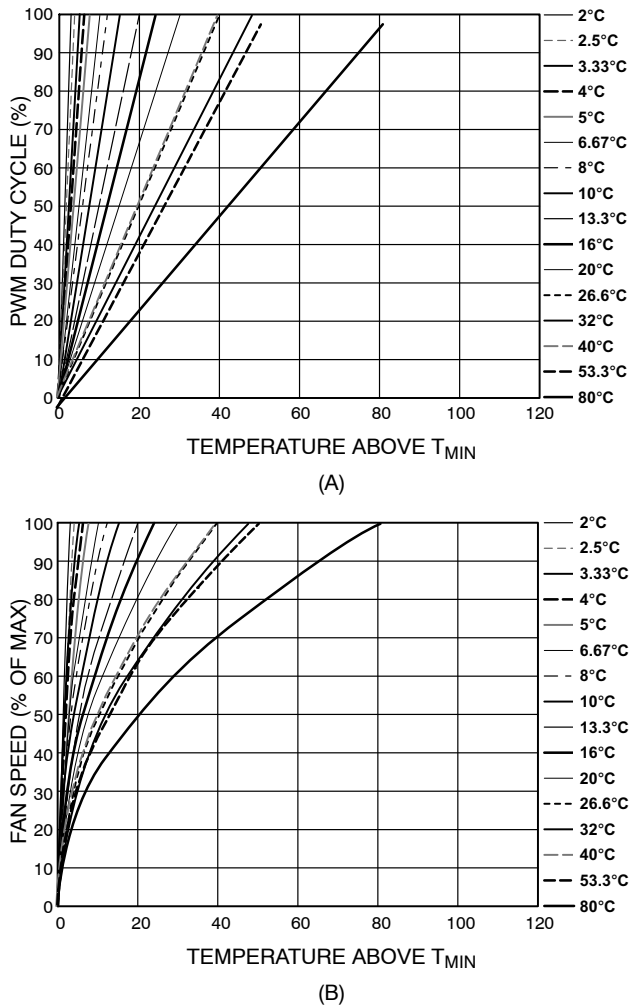 PWM DUTY CYCLE (%)
100
90
80
70
60
50
40
30
20
10
0
0 20 40 60 80 100 120
TEMPERATURE ABOVE TMIN
(A)
2°C
2.5°C
3.33°C
4°C
5°C
6.67°C
8°C
10°C
13.3°C
16°C
20°C
26.6°C
32°C
40°C
53.3°C
80°C
FAN SPEED (% OF MAX)
100
90
80
70
60
50
40
30
20
10
0
0 20 40 60 80 100 120
TEMPERATURE ABOVE TMIN
(B)
2°C
2.5°C
3.33°C
4°C
5°C
6.67°C
8°C
10°C
13.3°C
16°C
20°C
26.6°C
32°C
40°C
53.3°C
80°C